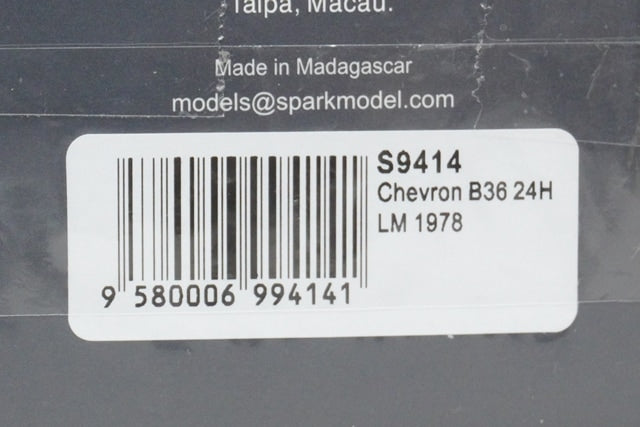 Taipa, Macau.
Made in Madagascar
models@sparkmodel.com
S9414
Chevron B36 24H
LM 1978
9 580006 994141